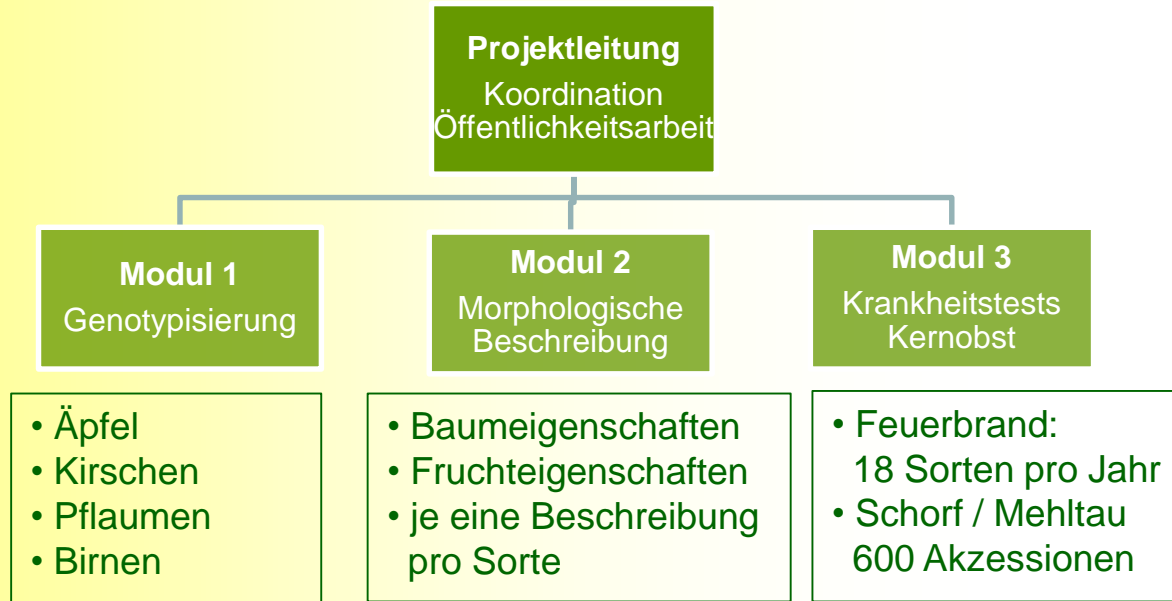 Projektleitung
Koordination
Öffentlichkeitsarbeit
Modul 1
Genotypisierung
Modul 2
Morphologische
Beschreibung
Modul 3
Krankheitstests
Kernobst
• Äpfel
• Kirschen
• Pflaumen
• Birnen
• Baumeigenschaften
• Fruchteigenschaften
• je eine Beschreibung
pro Sorte
• Feuerbrand:
18 Sorten pro Jahr
• Schorf / Mehltau
600 Akzessionen